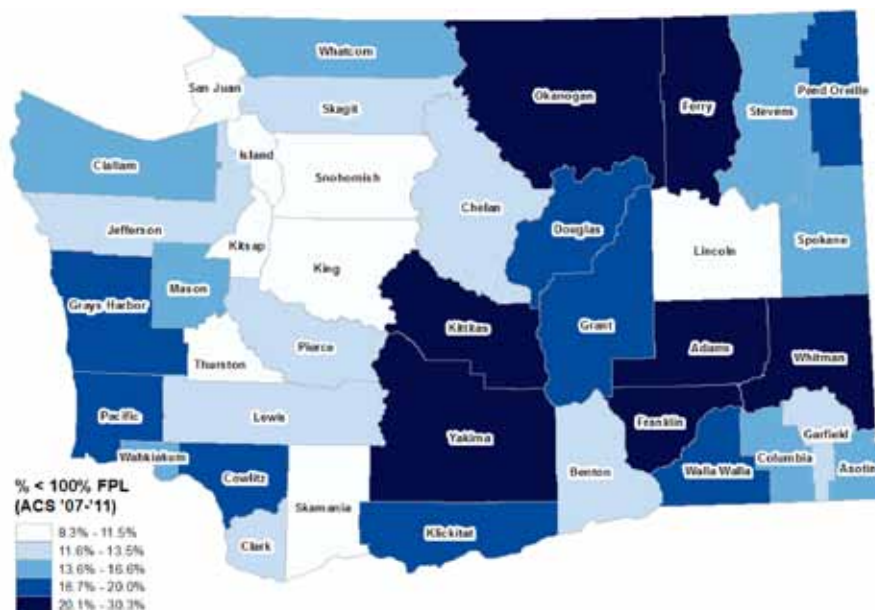 Whatcom
San Juan
Skagit
Okanogan
Ferry
Stevens
Pend Oreille
Island
Clallam
Snohomish
Chelan
Jefferson
Douglas
Kitsap
King
Lincoln
Spokane
Mason
Grays Harbor
Grant
Kittitas
Pierce
Adams
Whitman
Thurston
Lewis
Pacific
Yakima
Franklin
Garfield
Wahkiakum
Benton
Walla Walla
Columbia
Asotin
Cowlitz
Skamania
Klickitat
Clark
% < 100% FPL
(ACS '07-'11)
8.3% - 11.5%
11.6% - 13.5%
13.6% - 16.6%
16.7% - 20.0%
20.1% - 30.3%